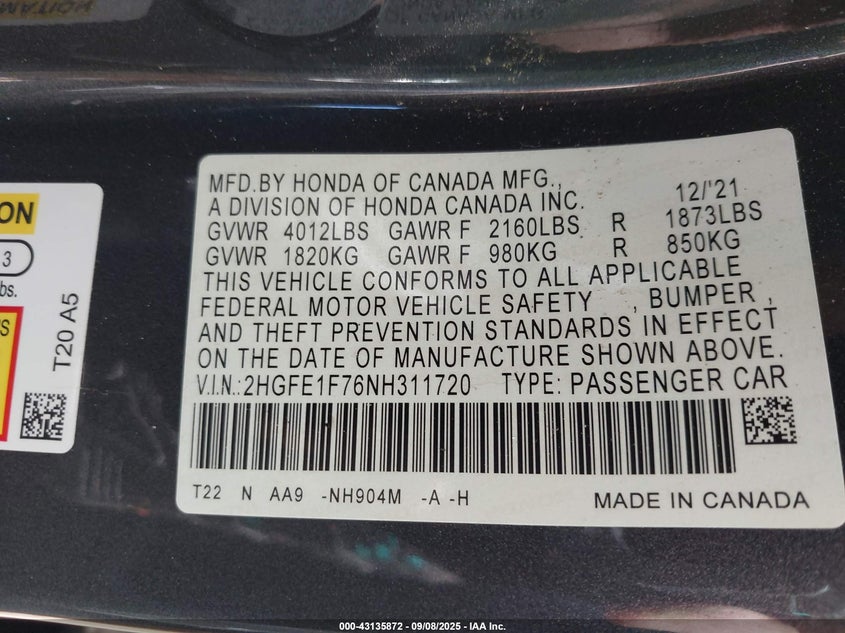 MFD.BY HONDA OF CANADA MFG., 12/'21
A DIVISION OF HONDA CANADA INC.
GVWR 4012LBS GAWR F 2160LBS R 1873LBS
GVWR 1820KG GAWR F 980KG R 850KG
THIS VEHICLE CONFORMS TO ALL APPLICABLE
FEDERAL MOTOR VEHICLE SAFETY , BUMPER ,
AND THEFT PREVENTION STANDARDS IN EFFECT
ON THE DATE OF MANUFACTURE SHOWN ABOVE.
V.I.N.:2HGFE1F76NH311720 TYPE: PASSENGER CAR
T22 N AA9 -NH904M -A -H MADE IN CANADA
ON
3
bs.
S
T20 A5
000-43135872 - 09/08/2025 - IAA Inc.